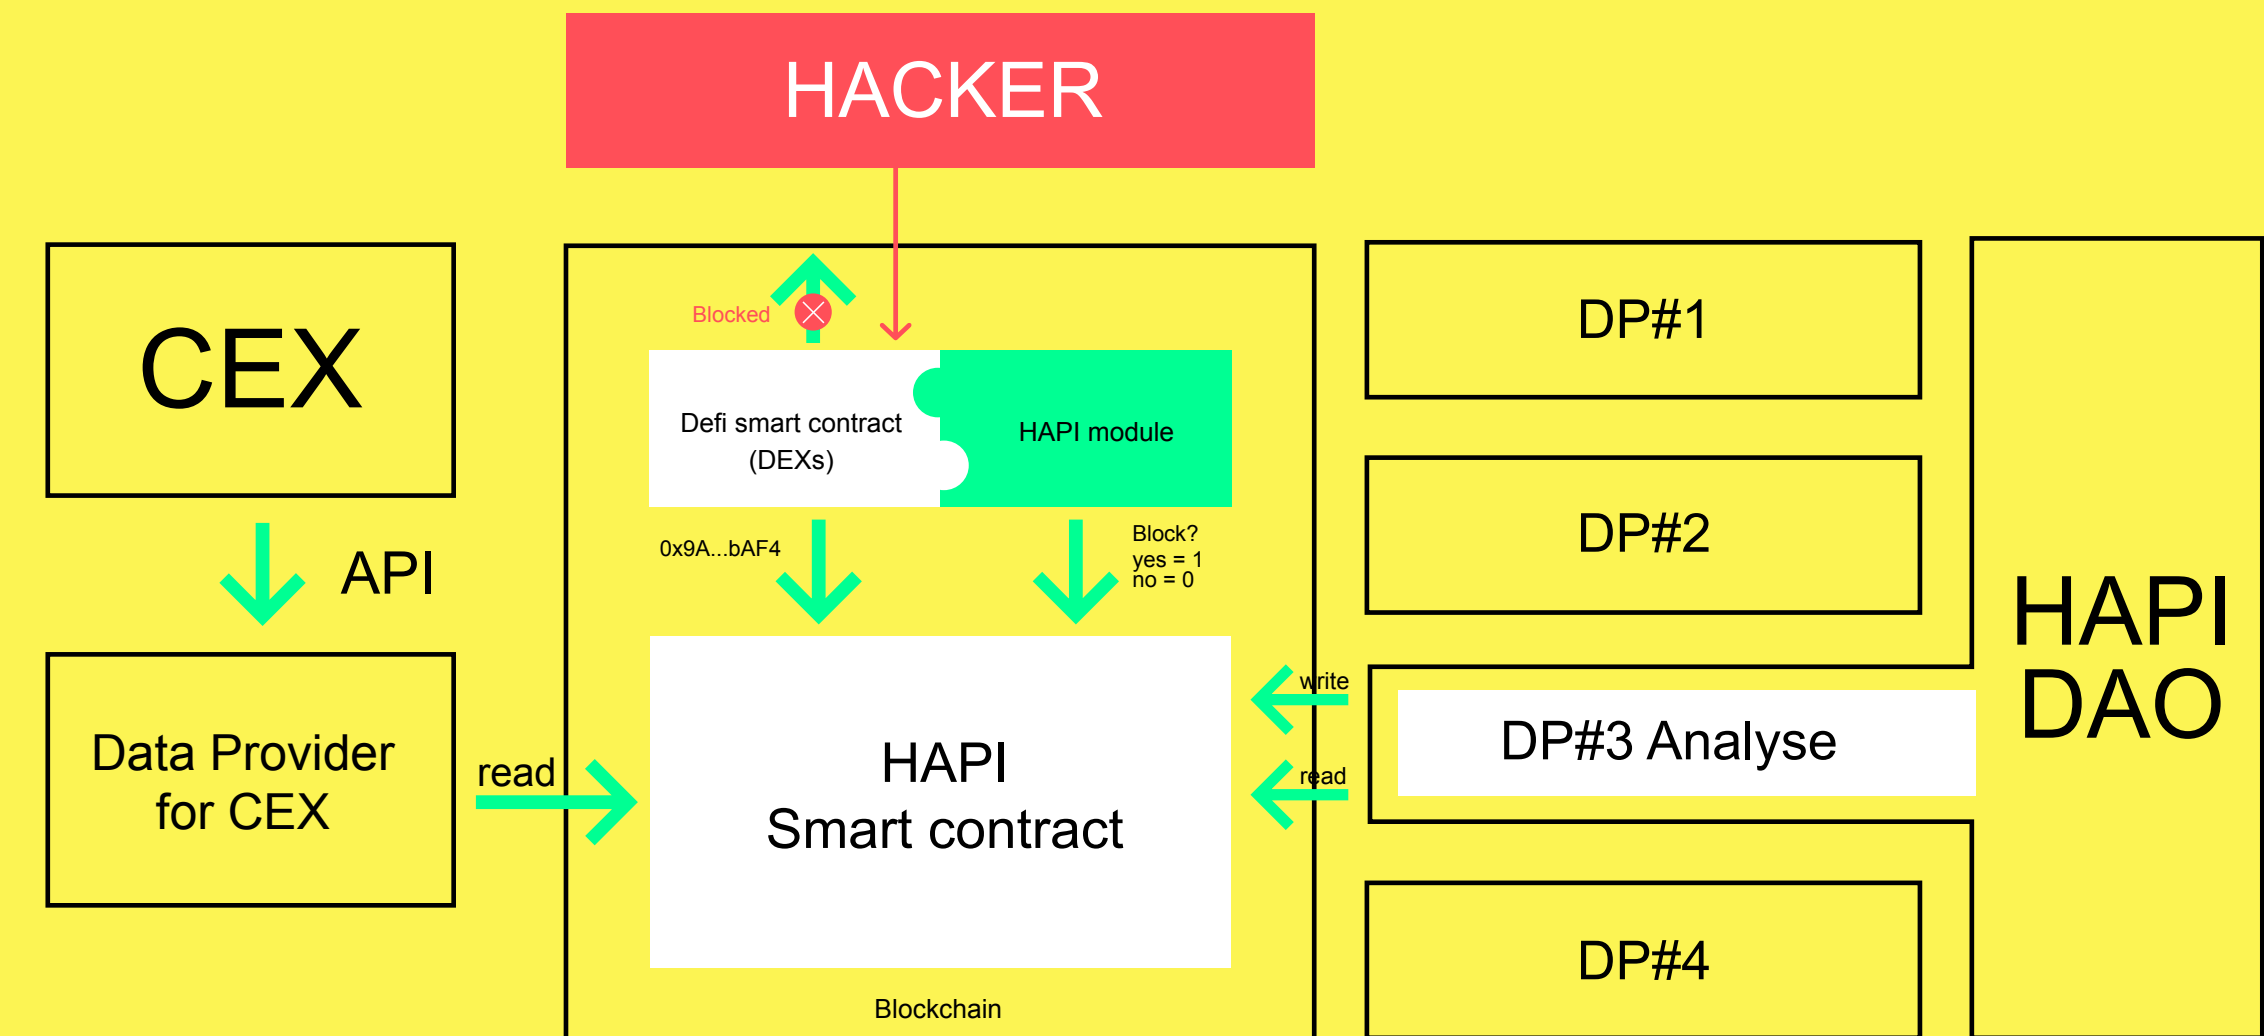 HACKER
CEX
API
Data Provider
for CEX
read
Blocked
Defi smart contract
(DEXs)
HAPI module
0x9A...bAF4
Block?
yes = 1
no = 0
HAPI
Smart contract
Blockchain
write
read
DP#1
DP#2
DP#3 Analyse
DP#4
HAPI
DAO